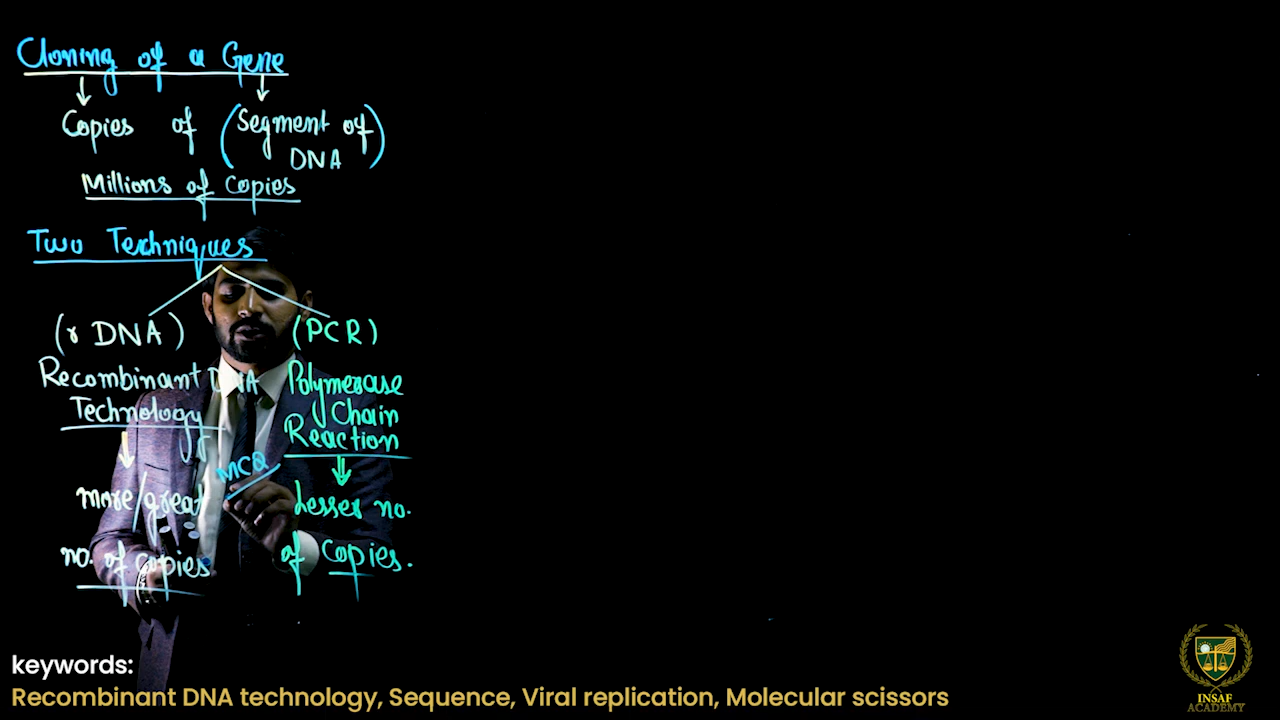 Cloning of a Gene
Copies of (Segment of
DNA)
Millions of Copies
Two Techniques
(r DNA)
Recombinant DNA
Technology
more/great
no. of copies
(PCR)
Polymerase
Chain
Reaction
MCQ
Lesser no.
of copies.
keywords:
Recombinant DNA technology, Sequence, Viral replication, Molecular scissors
INSAF
ACADEMY